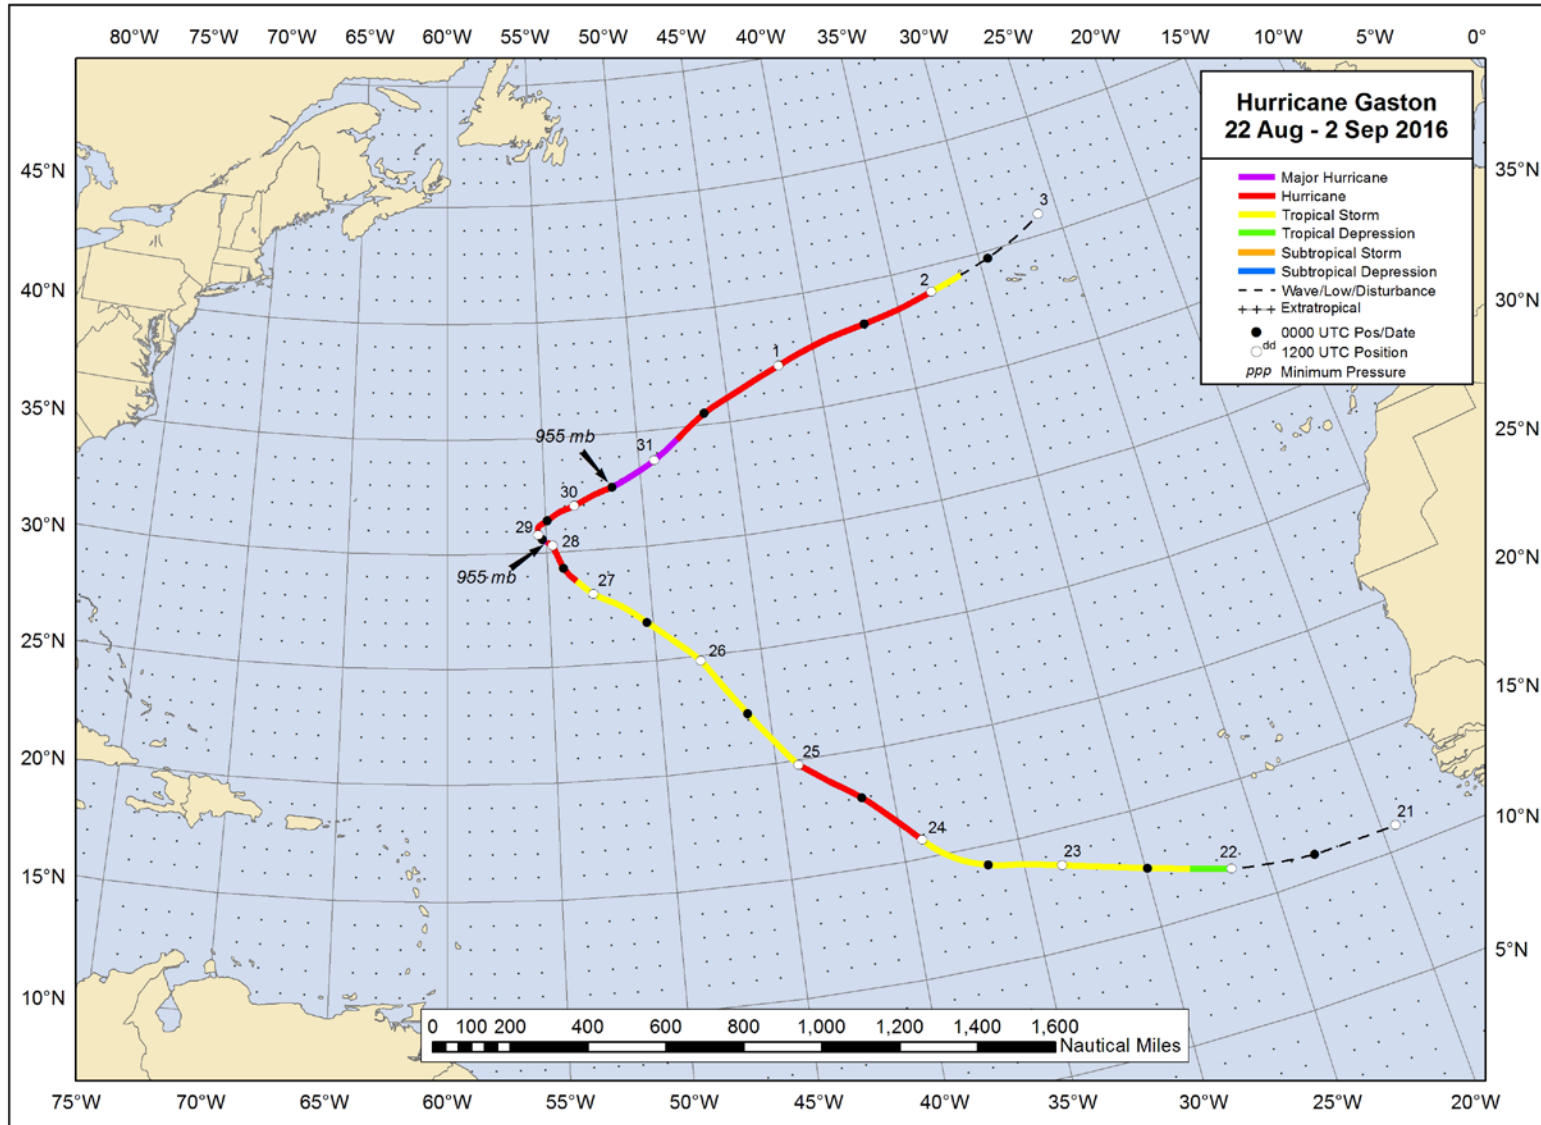 80°W 75°W 70°W 65°W 60°W 55°W 50°W 45°W 40°W 35°W 30°W 25°W 20°W 15°W 10°W 5°W 0°
Hurricane Gaston
22 Aug - 2 Sep 2016
Major Hurricane
Hurricane
Tropical Storm
Tropical Depression
Subtropical Storm
Subtropical Depression
Wave/Low/Disturbance
+++ Extratropical
0000 UTC Pos/Date
dd 1200 UTC Position
ppp Minimum Pressure
45°N
35°N
3
2
40°N
30°N
1
35°N
25°N
955 mb
31
30
30°N
29
28
20°N
955 mb
27
25°N
26
15°N
20°N
25
24
21
10°N
23
22
15°N
5°N
10°N
0 100 200 400 600 800 1,000 1,200 1,400 1,600
Nautical Miles
75°W 70°W 65°W 60°W 55°W 50°W 45°W 40°W 35°W 30°W 25°W 20°W